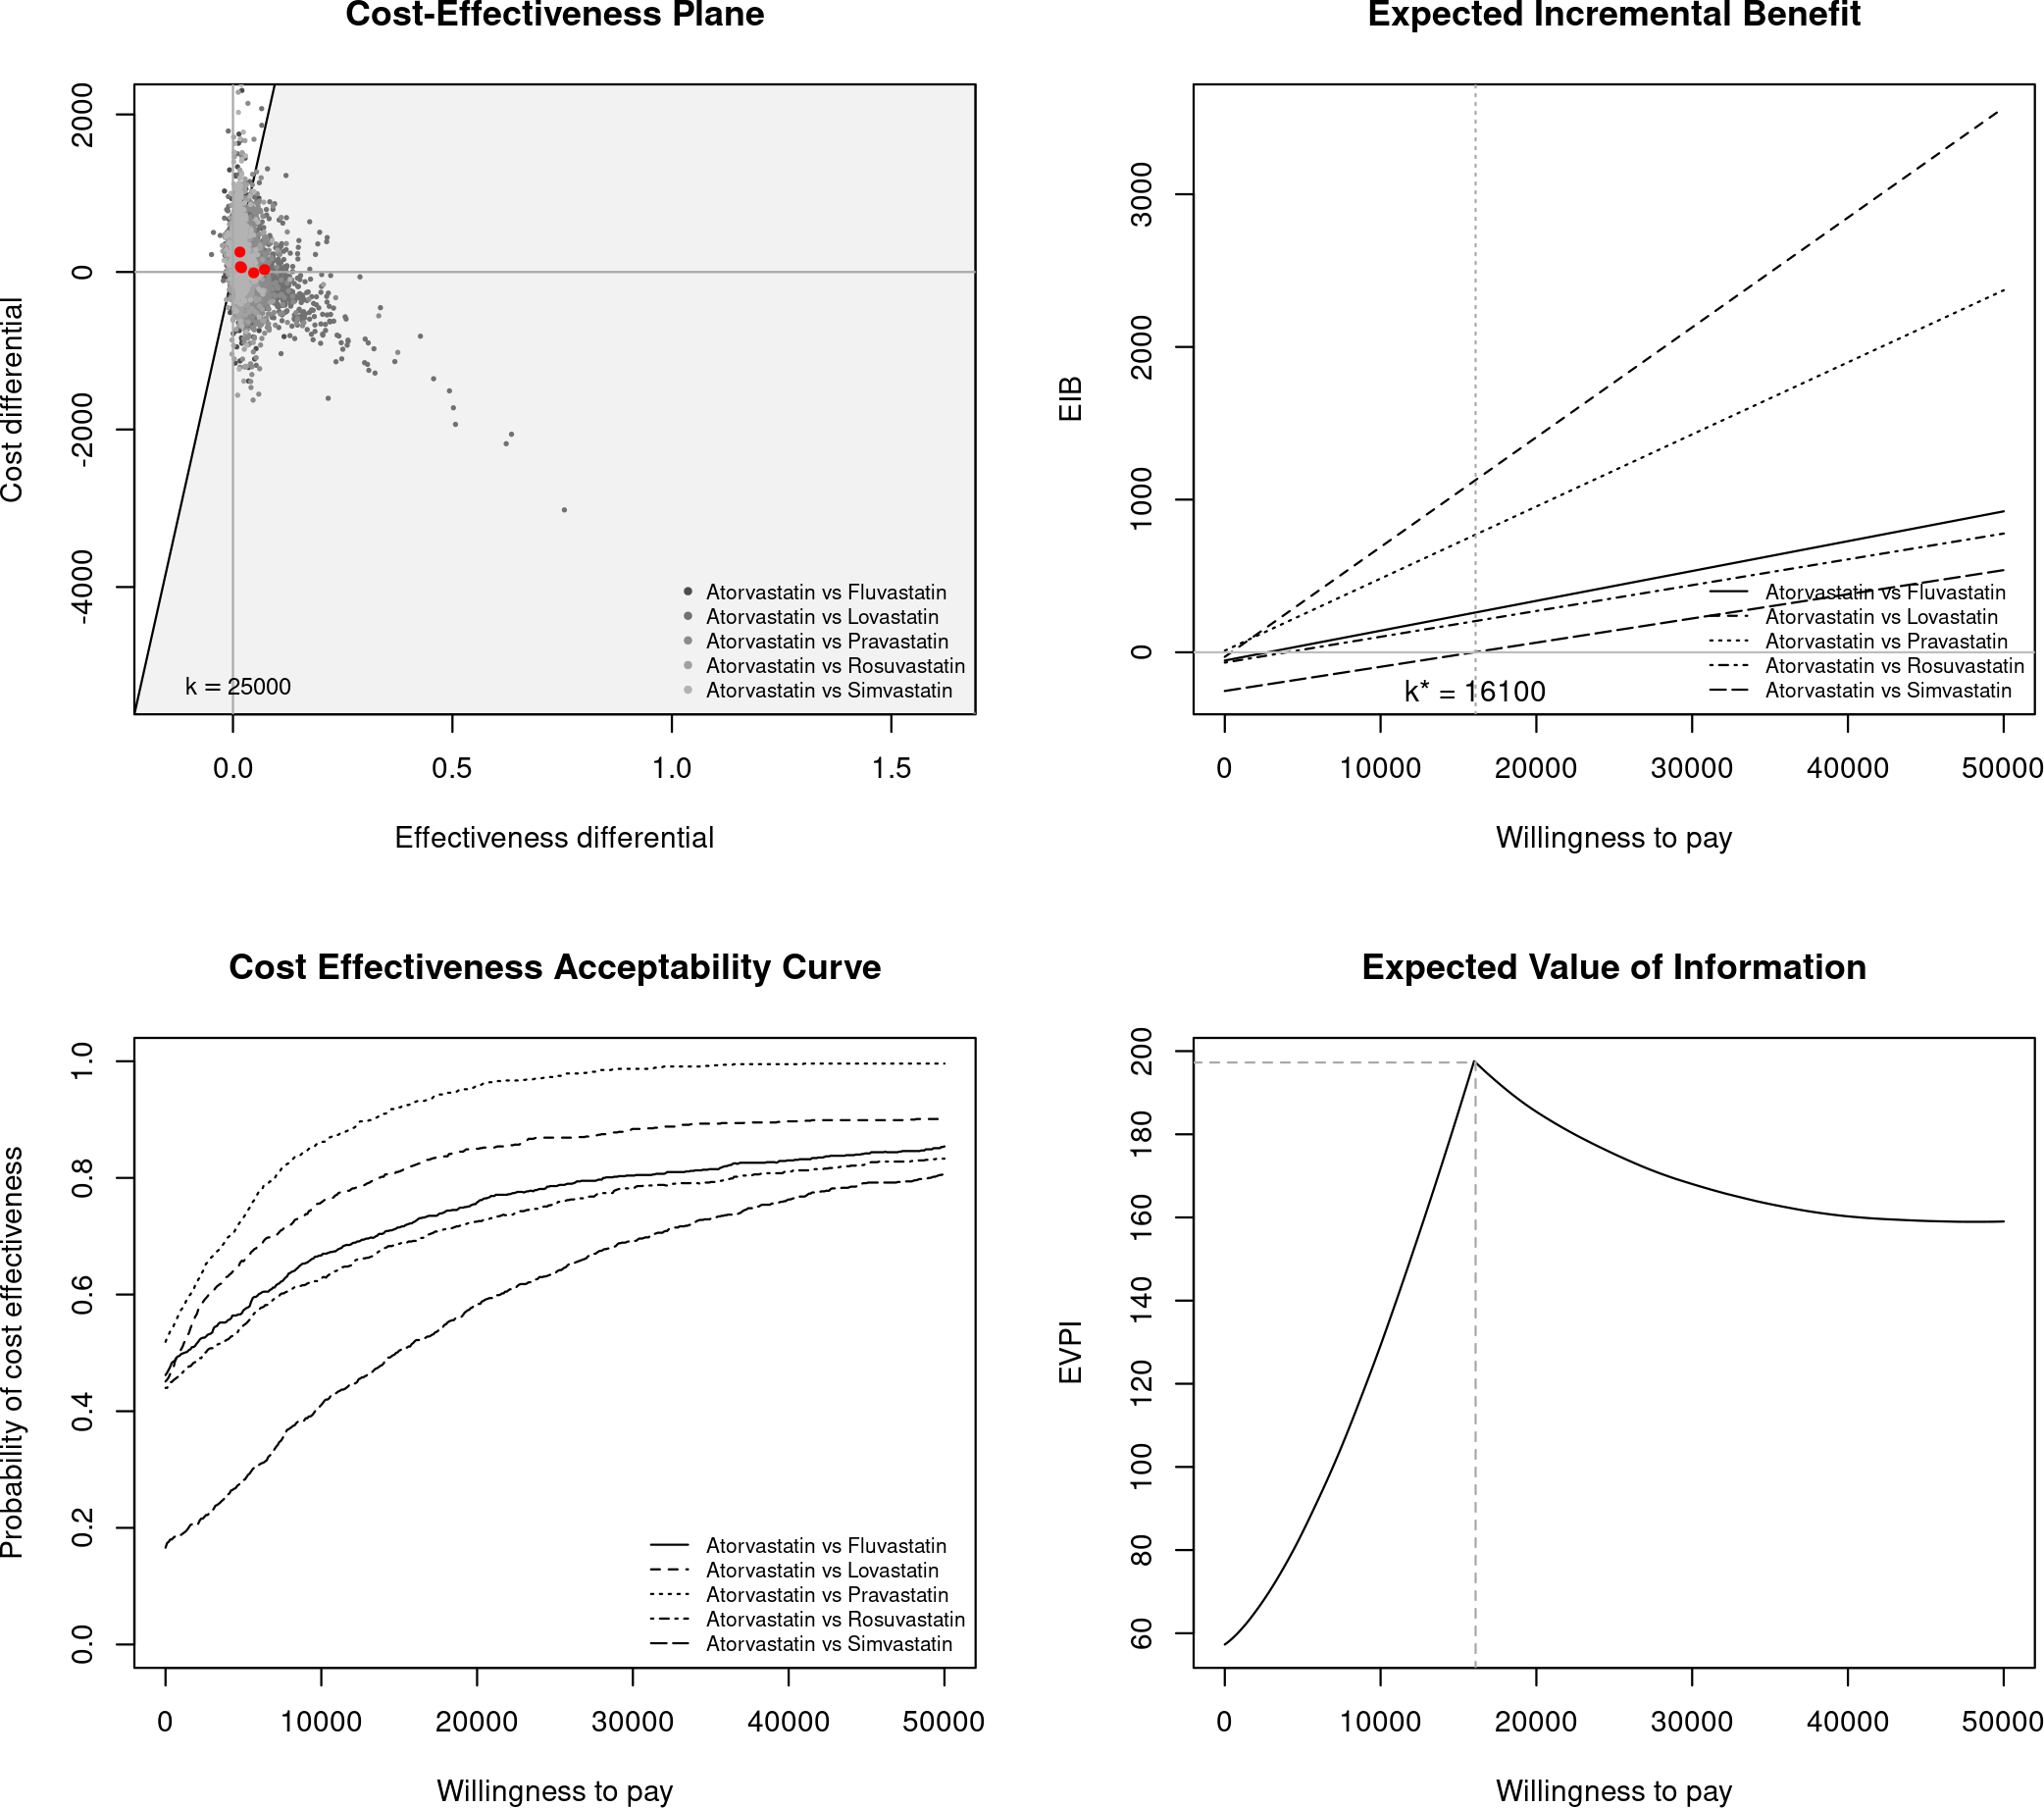 Cost-Effectiveness Plane
2000
0
-2000
-4000
Cost differential
k = 25000
Atorvastatin vs Fluvastatin
Atorvastatin vs Lovastatin
Atorvastatin vs Pravastatin
Atorvastatin vs Rosuvastatin
Atorvastatin vs Simvastatin
0.0 0.5 1.0 1.5
Effectiveness differential
Expected Incremental Benefit
3000
2000
1000
0
EIB
k* = 16100
Atorvastatin vs Fluvastatin
Atorvastatin vs Lovastatin
Atorvastatin vs Pravastatin
Atorvastatin vs Rosuvastatin
Atorvastatin vs Simvastatin
0 10000 20000 30000 40000 50000
Willingness to pay
Cost Effectiveness Acceptability Curve
1.0
0.8
0.6
0.4
0.2
0.0
Probability of cost effectiveness
Atorvastatin vs Fluvastatin
Atorvastatin vs Lovastatin
Atorvastatin vs Pravastatin
Atorvastatin vs Rosuvastatin
Atorvastatin vs Simvastatin
0 10000 20000 30000 40000 50000
Willingness to pay
Expected Value of Information
200
180
160
140
120
100
80
60
EVPI
0 10000 20000 30000 40000 50000
Willingness to pay